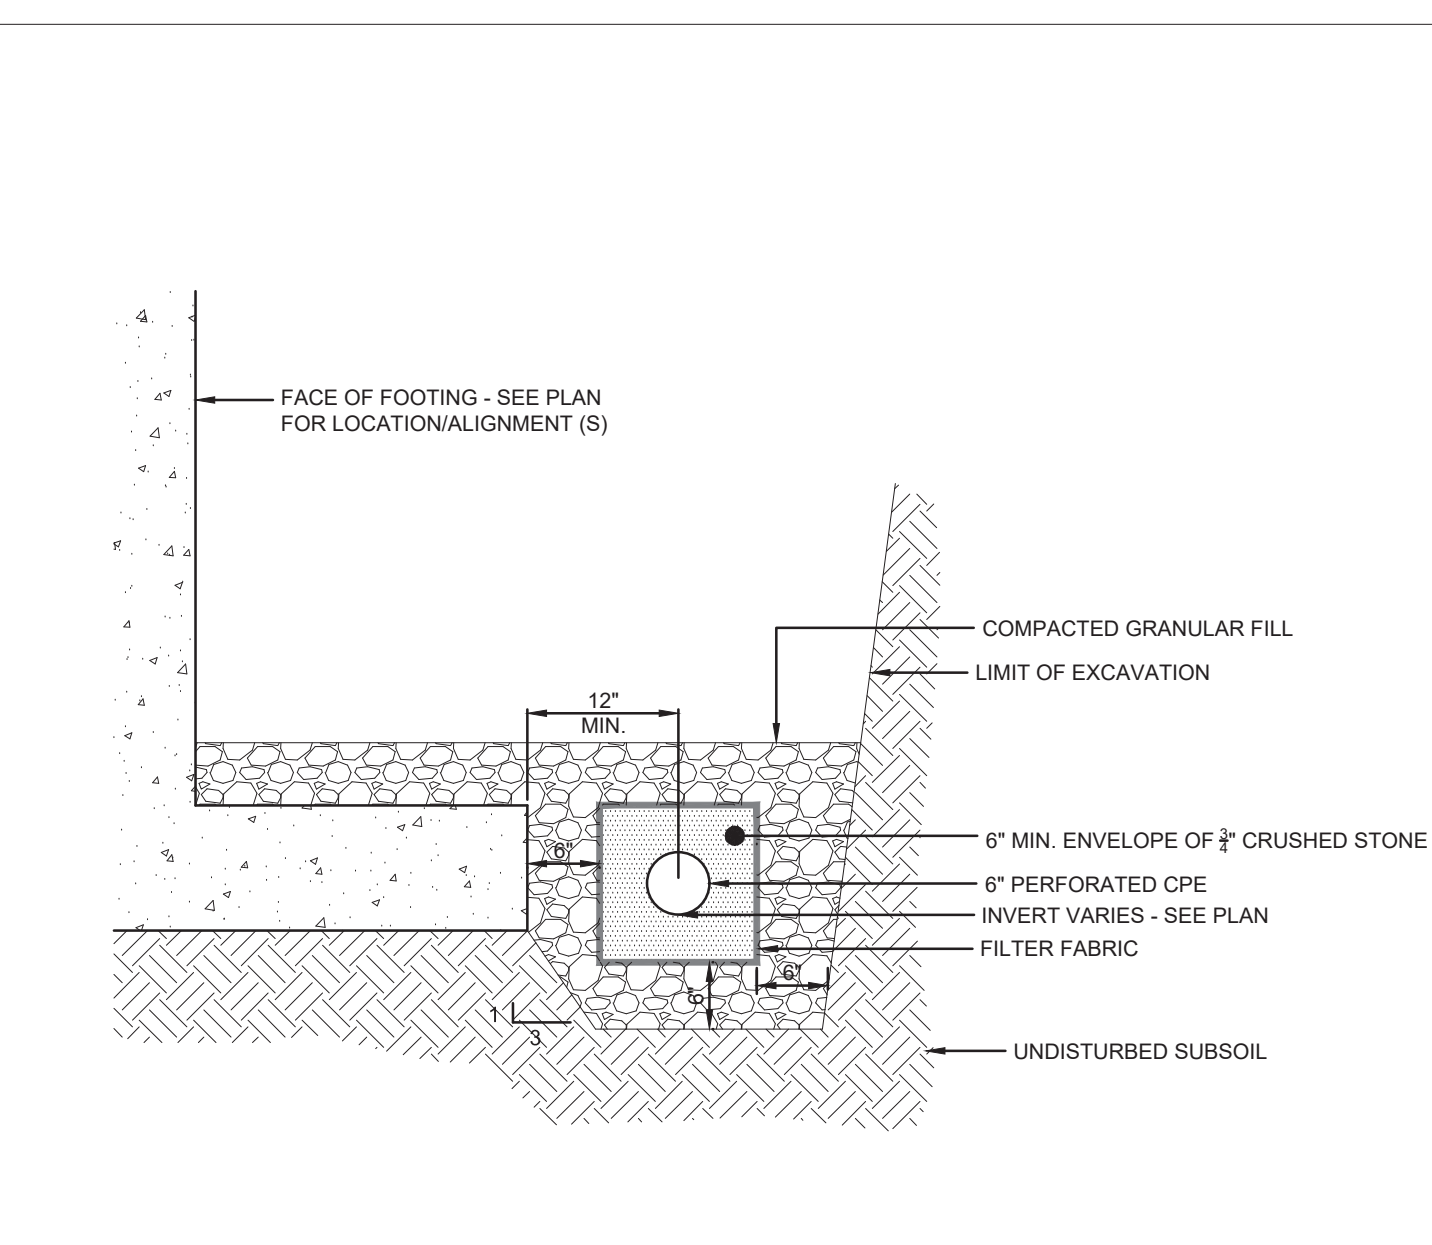 FACE OF FOOTING - SEE PLAN
FOR LOCATION/ALIGNMENT (S)
COMPACTED GRANULAR FILL
LIMIT OF EXCAVATION
12"
MIN.
6" MIN. ENVELOPE OF 3/4" CRUSHED STONE
6"
6" PERFORATED CPE
INVERT VARIES - SEE PLAN
FILTER FABRIC
6"
6"
1
3
UNDISTURBED SUBSOIL